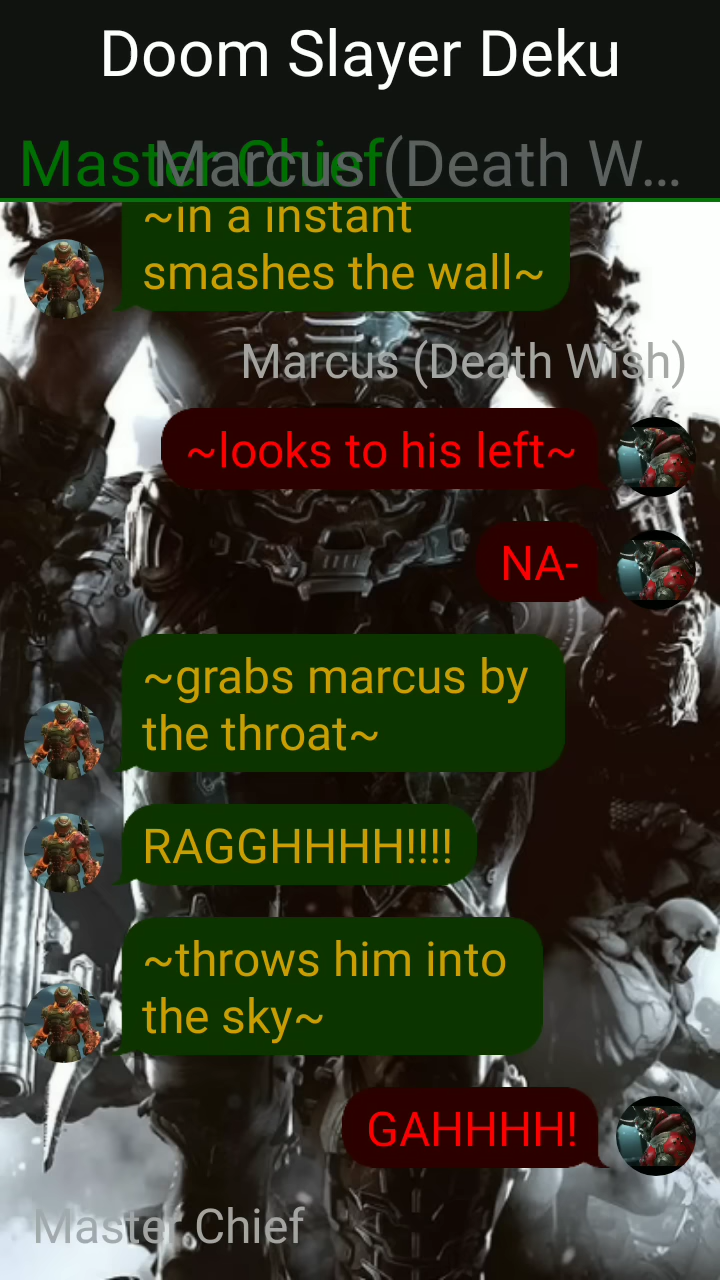 Doom Slayer Deku
Master Chief
Marcus (Death W...
~in a instant
smashes the wall~
Marcus (Death Wish)
~looks to his left~
NA-
~grabs marcus by
the throat~
RAGGHHHH!!!!
~throws him into
the sky~
GAHHHH!
Master Chief